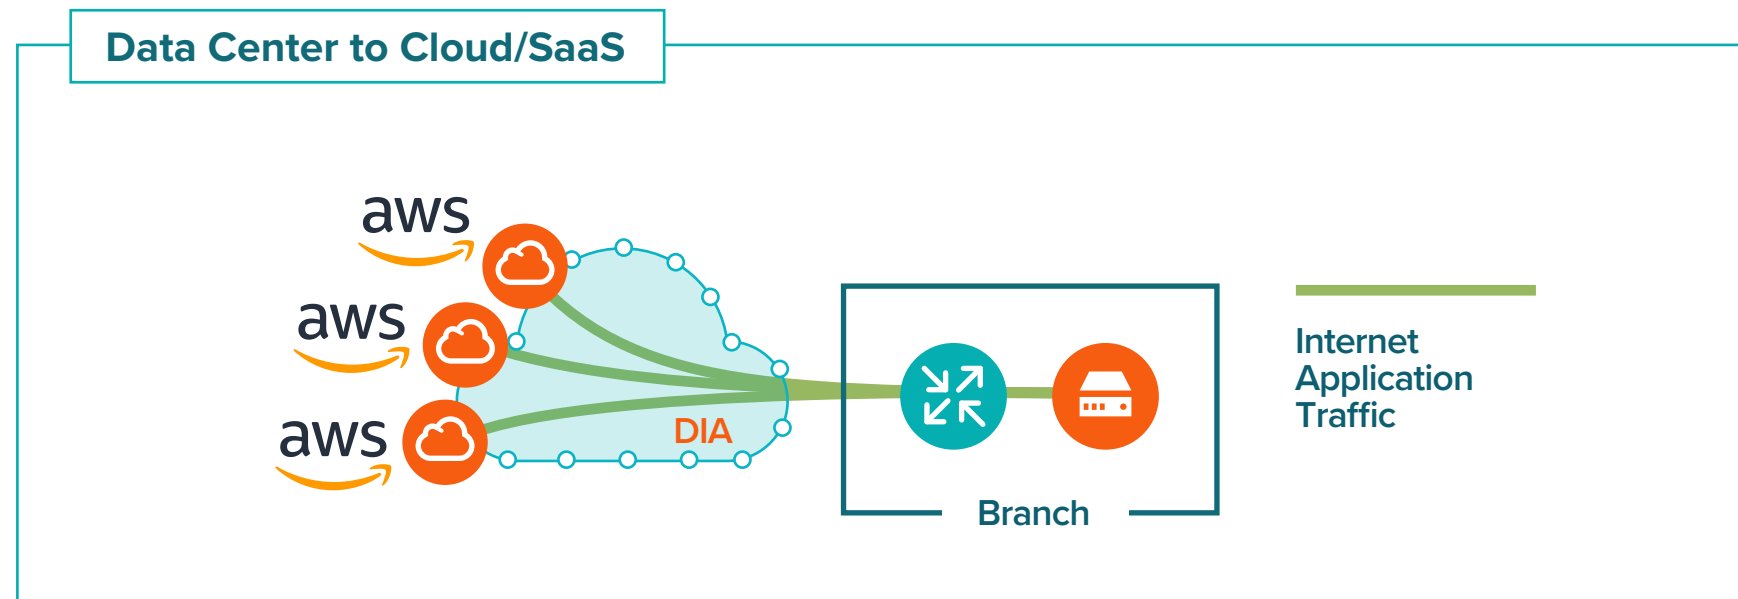 Data Center to Cloud/SaaS
aws
aws
aws
DIA
Branch
Internet
Application
Traffic